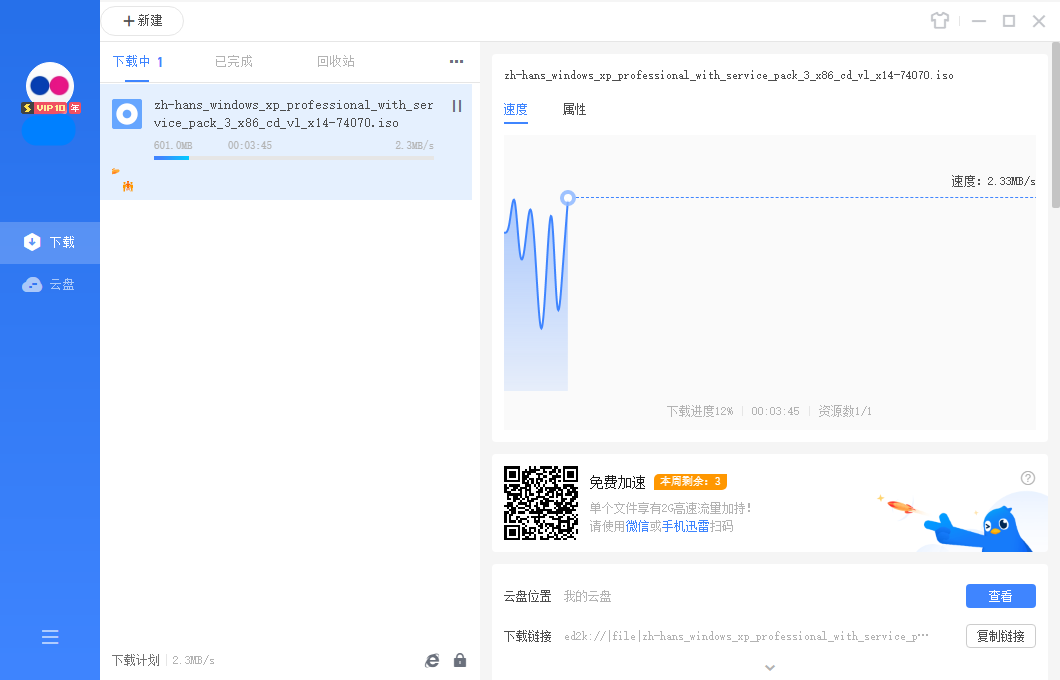 新建
下载中 1
已完成
回收站
VIP10 年
下载
云盘
zh-hans_windows_xp_professional_with_ser
vice_pack_3_x86_cd_vl_x14-74070.iso
601.0MB
00:03:45
2.3MB/s
下载计划
2.3MB/s
zh-hans_windows_xp_professional_with_service_pack_3_x86_cd_vl_x14-74070.iso
速度
属性
速度：2.33MB/s
下载进度12%
00:03:45
资源数1/1
免费加速
本周剩余：3
单个文件享有2G高速流量加持！
请使用微信或手机迅雷扫码
云盘位置
我的云盘
查看
下载链接
ed2k://|file|zh-hans_windows_xp_professional_with_service_p…
复制链接